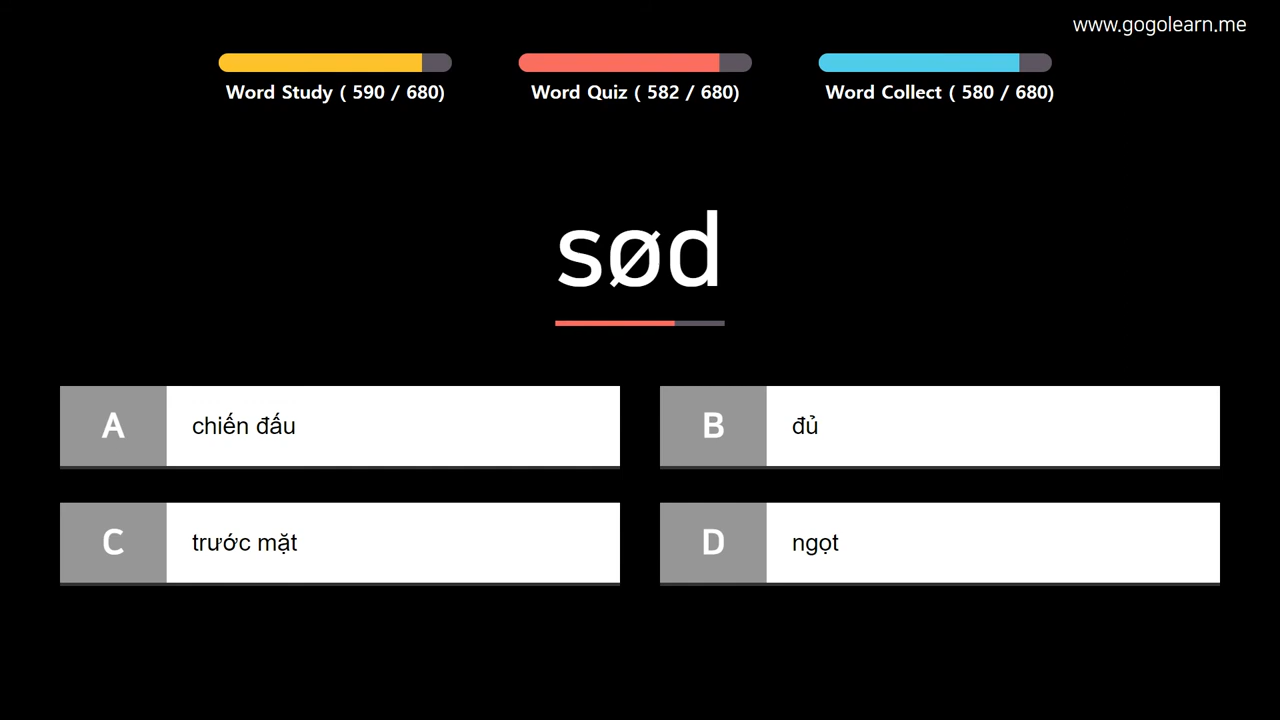 www.gogolearn.me
Word Study ( 590 / 680)
Word Quiz ( 582 / 680)
Word Collect ( 580 / 680)
sød
A chiến đấu
B đủ
C trước mặt
D ngọt